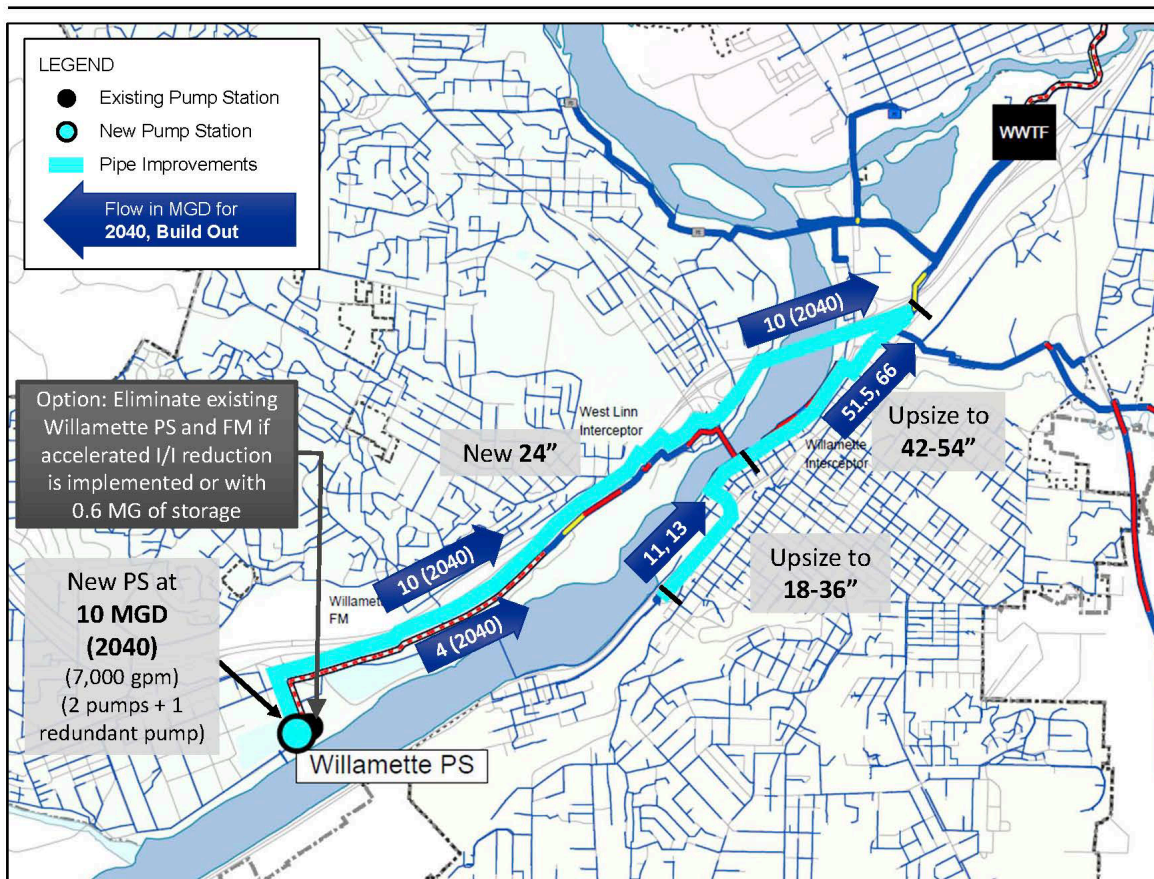 LEGEND
Existing Pump Station
New Pump Station
Pipe Improvements
Flow in MGD for
2040, Build Out
WWTF
10 (2040)
51.5, 66
Upsize to
42-54”
West Linn
Interceptor
New 24”
Willamette
Interceptor
Option: Eliminate existing
Willamette PS and FM if
accelerated I/I reduction
is implemented or with
0.6 MG of storage
11, 13
Upsize to
18-36”
10 (2040)
Willamette
FM
4 (2040)
New PS at
10 MGD
(2040)
(7,000 gpm)
(2 pumps + 1
redundant pump)
Willamette PS